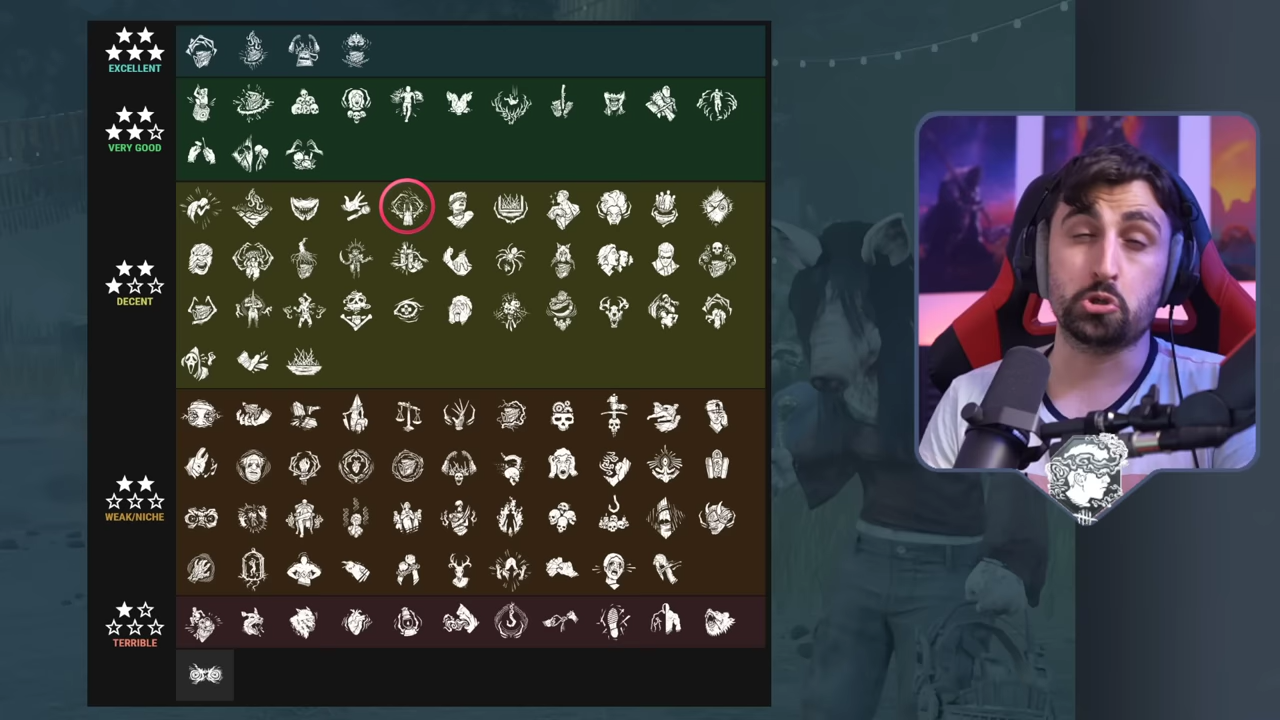 EXCELLENT
VERY GOOD
DECENT
WEAK/NICHE
TERRIBLE